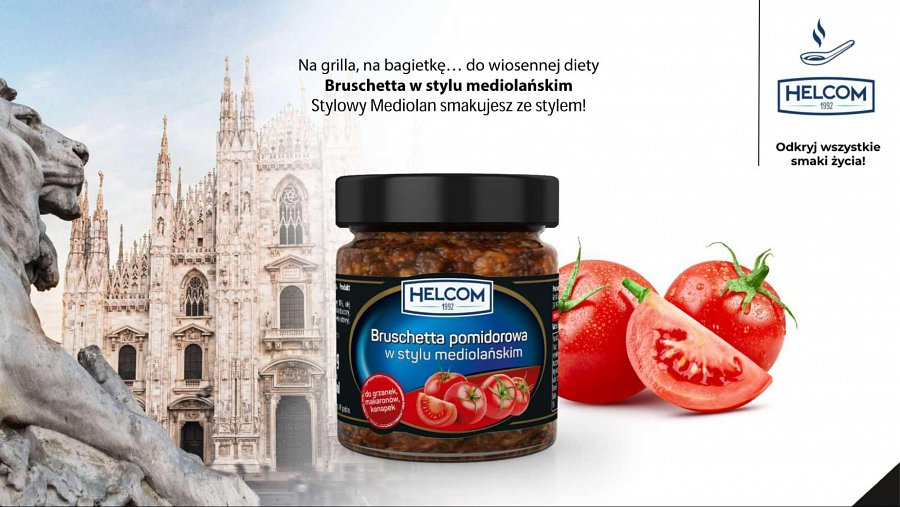 Na grilla, na bagietkę… do wiosennej diety
Bruschetta w stylu mediolańskim
Stylowy Mediolan smakujesz ze stylem!
HELCOM
1992
Odkryj wszystkie
smaki życia!
HELCOM
1992
Bruschetta pomidorowa
w stylu mediolańskim
do grzanek,
makaronów,
kanapek